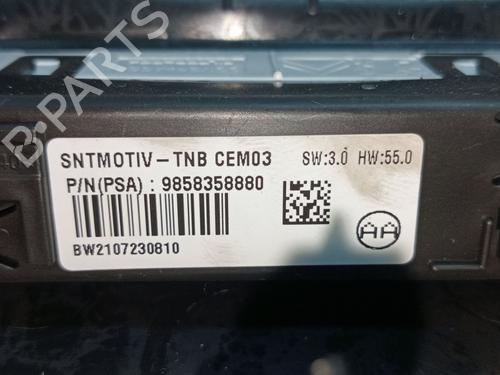 B-PARTS
SNTMOTIV-TNB CEM03 SW:3.0 HW:55.0
P/N(PSA) : 9858358880
BW2107230810
AA